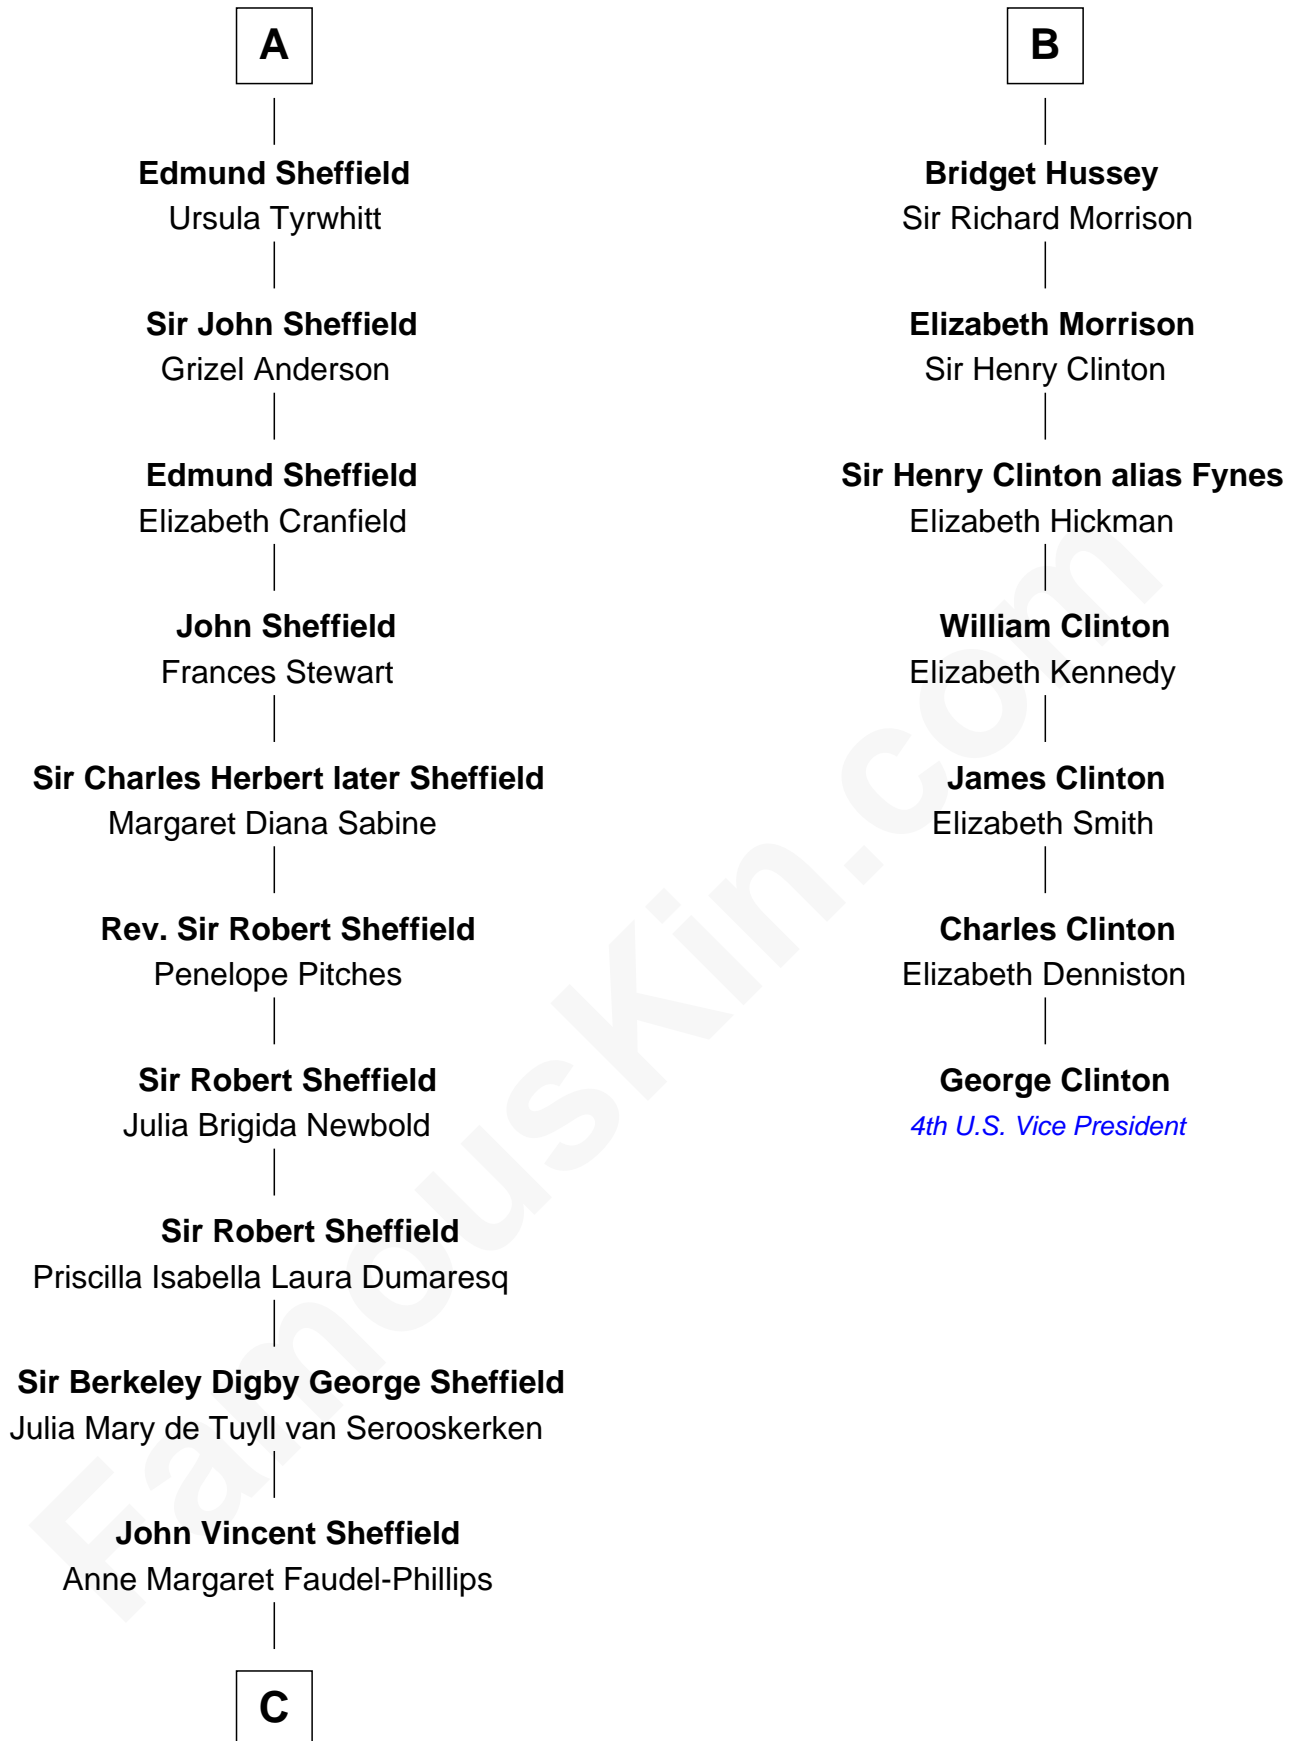 A
Edmund Sheffield
Ursula Tyrwhitt
Sir John Sheffield
Grizel Anderson
Edmund Sheffield
Elizabeth Cranfield
John Sheffield
Frances Stewart
Sir Charles Herbert later Sheffield
Margaret Diana Sabine
Rev. Sir Robert Sheffield
Penelope Pitches
Sir Robert Sheffield
Julia Brigida Newbold
Sir Robert Sheffield
Priscilla Isabella Laura Dumaresq
Sir Berkeley Digby George Sheffield
Julia Mary de Tuyll van Serooskerken
John Vincent Sheffield
Anne Margaret Faudel-Phillips
C
B
Bridget Hussey
Sir Richard Morrison
Elizabeth Morrison
Sir Henry Clinton
Sir Henry Clinton alias Fynes
Elizabeth Hickman
William Clinton
Elizabeth Kennedy
James Clinton
Elizabeth Smith
Charles Clinton
Elizabeth Denniston
George Clinton
4th U.S. Vice President
FamousKin.com